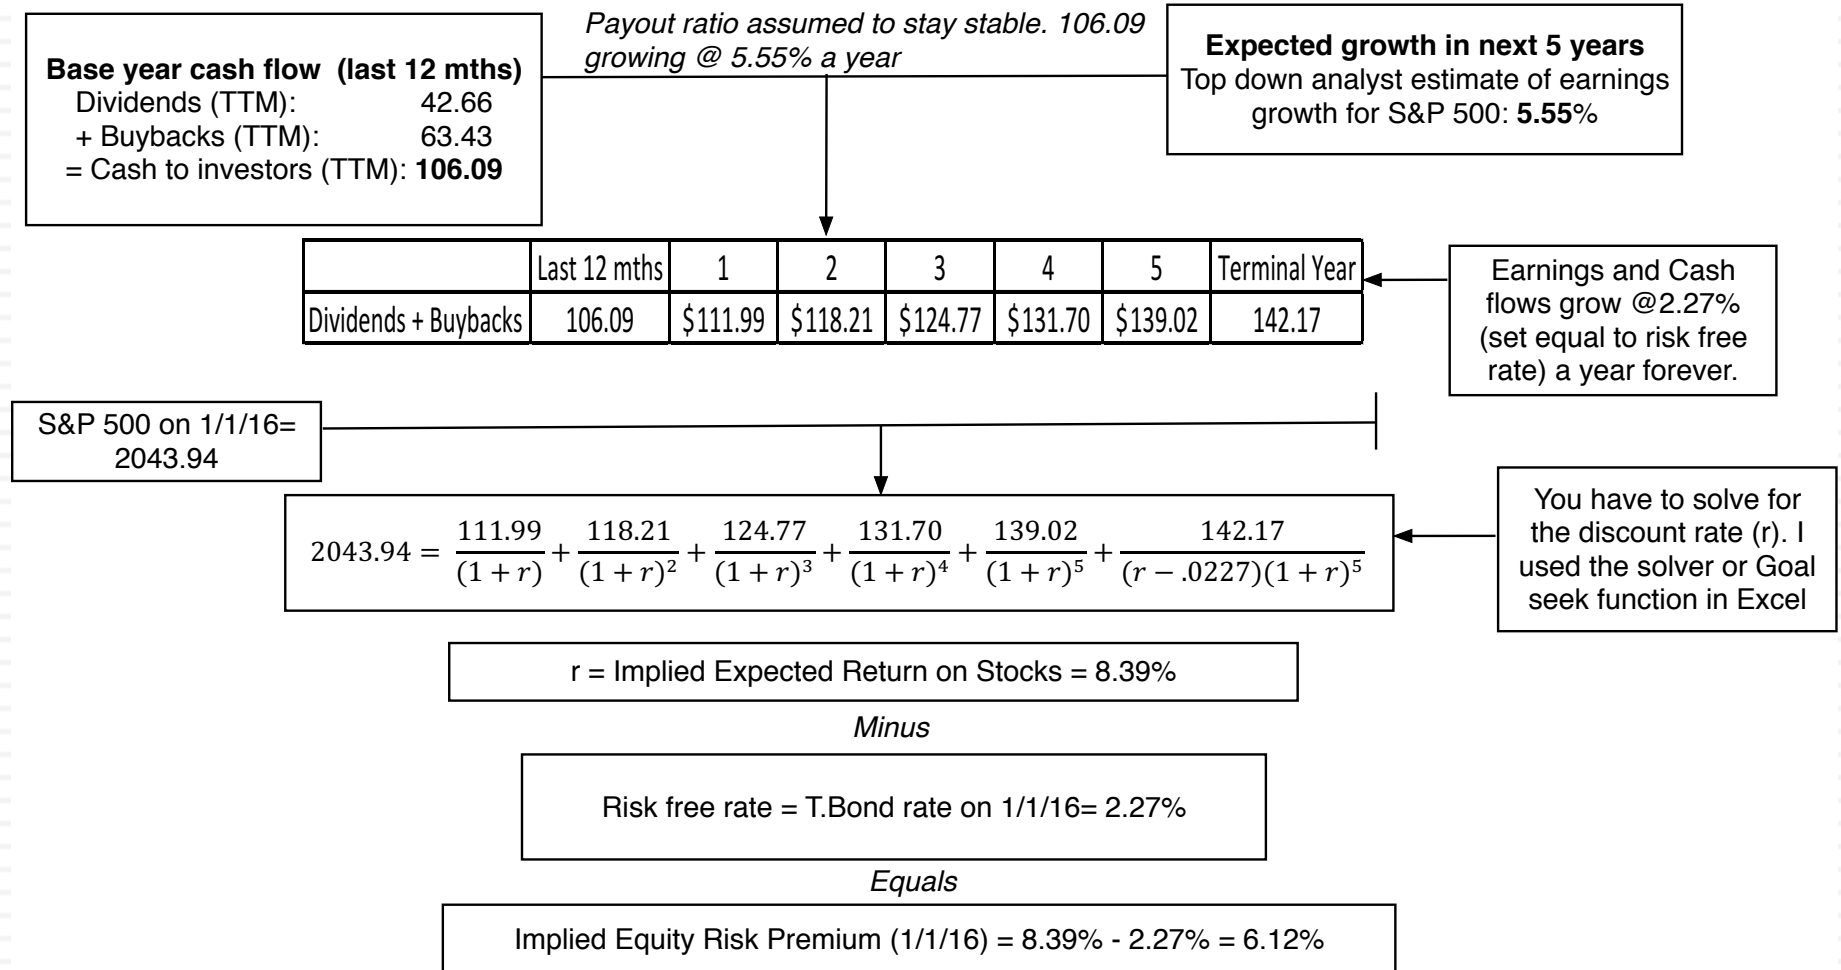 Payout ratio assumed to stay stable. 106.09
growing @ 5.55% a year
Base year cash flow  (last 12 mths)
Dividends (TTM): 42.66
+ Buybacks (TTM): 63.43
= Cash to investors (TTM): 106.09
Expected growth in next 5 years
Top down analyst estimate of earnings
growth for S&P 500: 5.55%
Last 12 mths 1 2 3 4 5 Terminal Year
Dividends + Buybacks 106.09 $111.99 $118.21 $124.77 $131.70 $139.02 142.17
Earnings and Cash
flows grow @2.27%
(set equal to risk free
rate) a year forever.
S&P 500 on 1/1/16=
2043.94
2043.94 = 111.99/(1 + r) + 118.21/(1 + r)^2 + 124.77/(1 + r)^3 + 131.70/(1 + r)^4 + 139.02/(1 + r)^5 + 142.17/((r − .0227)(1 + r)^5)
You have to solve for
the discount rate (r). I
used the solver or Goal
seek function in Excel
r = Implied Expected Return on Stocks = 8.39%
Minus
Risk free rate = T.Bond rate on 1/1/16= 2.27%
Equals
Implied Equity Risk Premium (1/1/16) = 8.39% - 2.27% = 6.12%